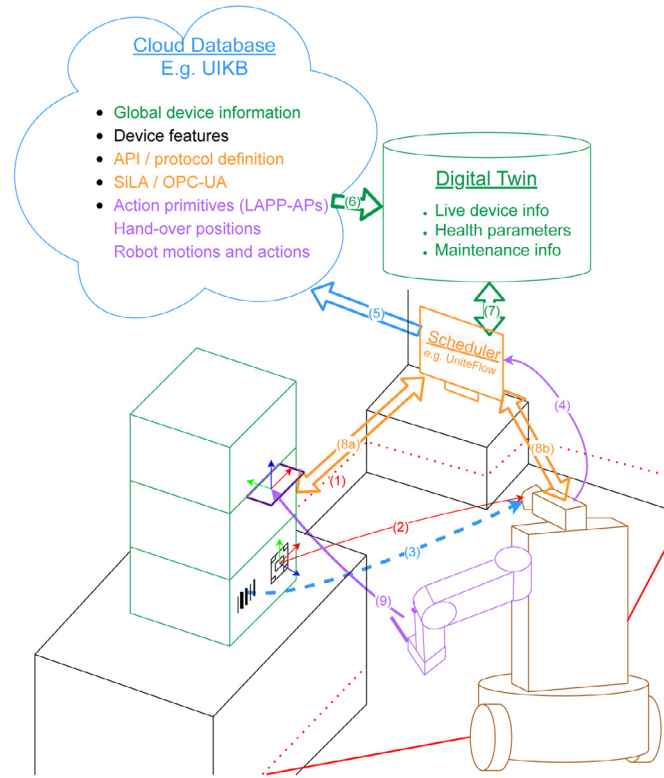 Cloud Database
E.g. UIKB
Global device information
Device features
API / protocol definition
SiLA / OPC-UA
Action primitives (LAPP-APs)
Hand-over positions
Robot motions and actions
(6)
Digital Twin
Live device info
Health parameters
Maintenance info
(5)
(7)
Scheduler
e.g. UniteFlow
(4)
(8a)
(8b)
(1)
(2)
(3)
(9)